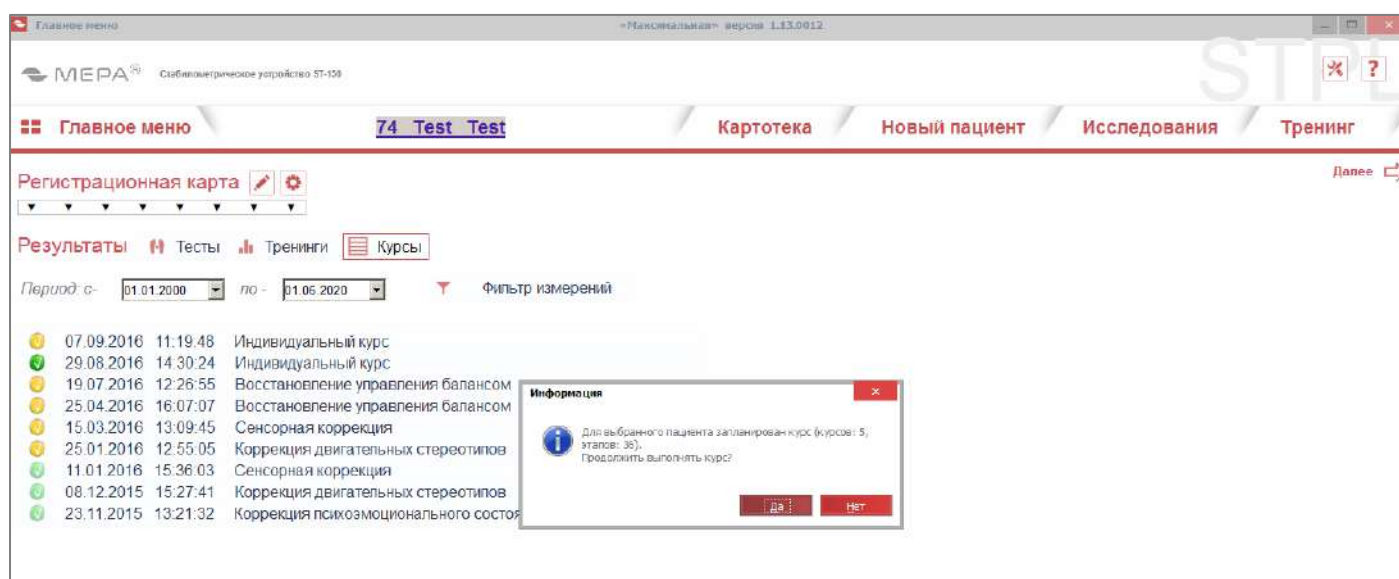 Главное меню «Максимальная» версия 1.13.0012
МЕРА® Стабилометрическое устройство ST-150
STPL
?
Главное меню 74 Test Test Картотека Новый пациент Исследования Тренинг
Далее
Регистрационная карта
Результаты Тесты Тренинги Курсы
Период: с- 01.01.2000 по - 01.06.2020 Фильтр измерений
07.09.2016 11:19:48 Индивидуальный курс
29.08.2016 14:30:24 Индивидуальный курс
19.07.2016 12:26:55 Восстановление управления балансом
25.04.2016 16:07:07 Восстановление управления балансом
15.03.2016 13:09:45 Сенсорная коррекция
25.01.2016 12:55:05 Коррекция двигательных стереотипов
11.01.2016 15:36:03 Сенсорная коррекция
08.12.2015 15:27:41 Коррекция двигательных стереотипов
23.11.2015 13:21:32 Коррекция психоэмоционального состоя
Информация
Для выбранного пациента запланирован курс (курсов: 5,
этапов: 36).
Продолжить выполнять курс?
Да Нет